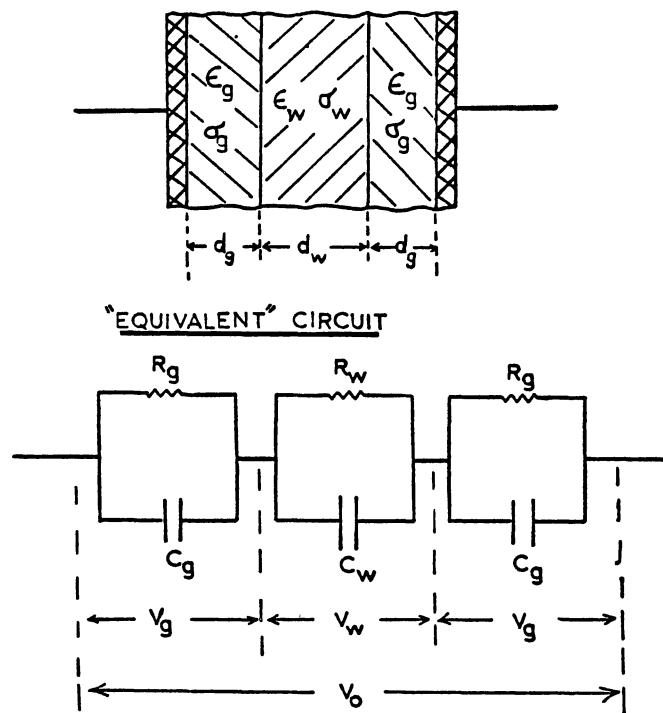 ϵg ϵw σw ϵg
σg σg
dg dw dg
"EQUIVALENT" CIRCUIT
Rg Rw Rg
Cg Cw Cg
Vg Vw Vg
Vo